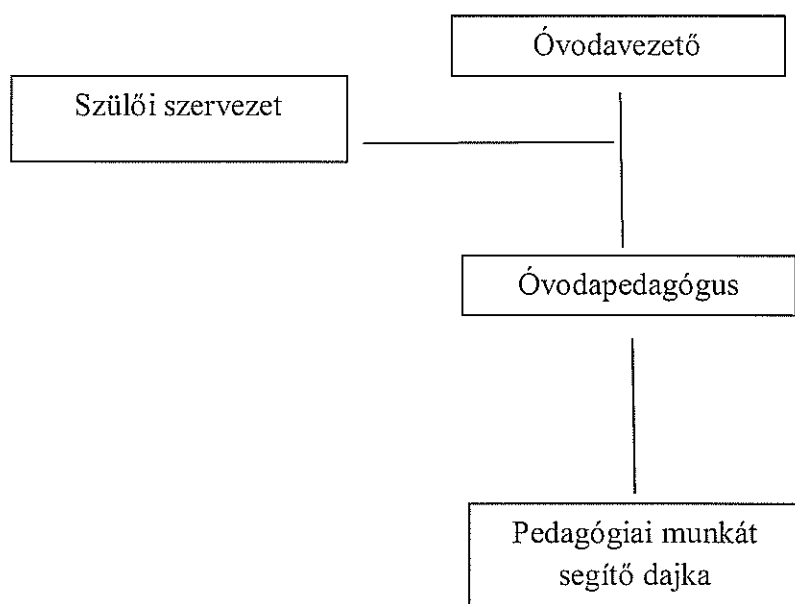 Óvodavezető
Szülői szervezet
Óvodapedagógus
Pedagógiai munkát
segítő dajka